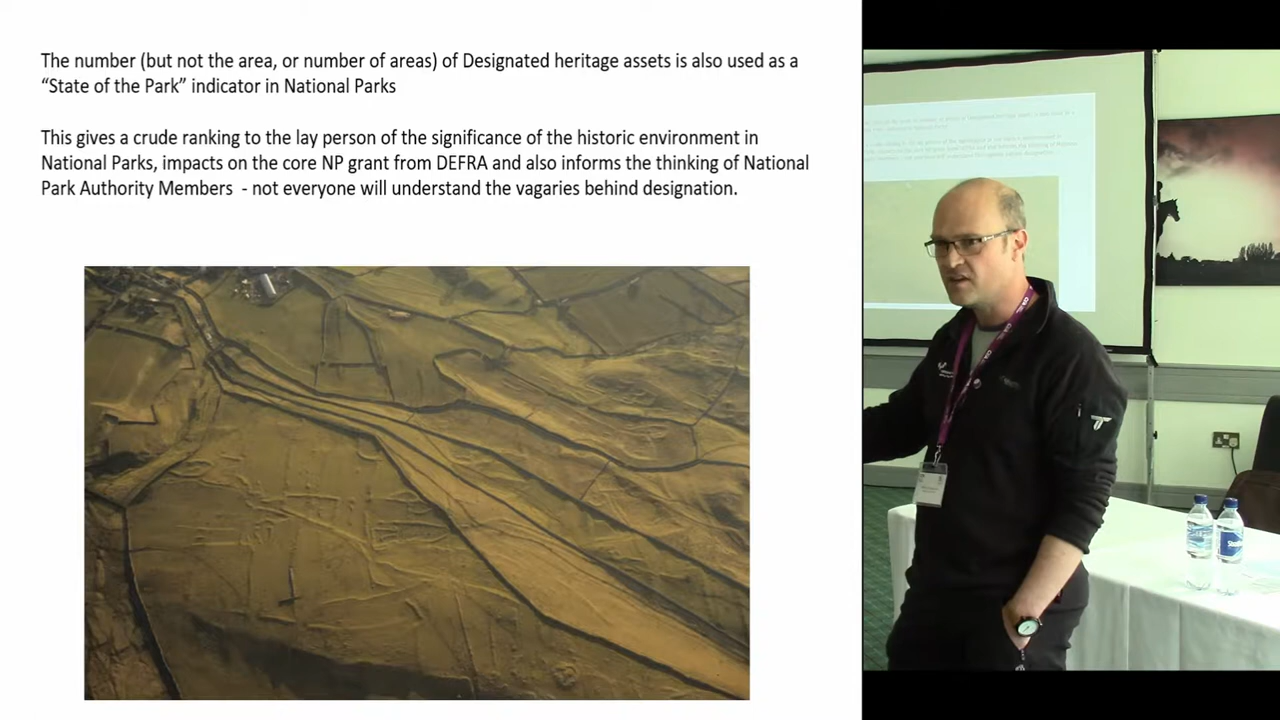 The number (but not the area, or number of areas) of Designated heritage assets is also used as a
“State of the Park” indicator in National Parks
This gives a crude ranking to the lay person of the significance of the historic environment in
National Parks, impacts on the core NP grant from DEFRA and also informs the thinking of National
Park Authority Members - not everyone will understand the vagaries behind designation.